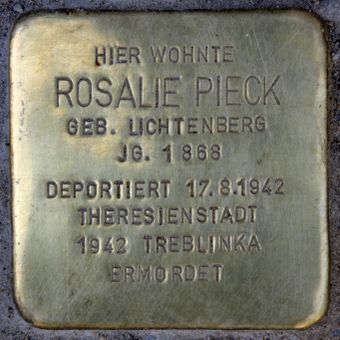 HIER WOHNTE
ROSALIE PIECK
GEB. LICHTENBERG
JG. 1868
DEPORTIERT 17.8.1942
THERESIENSTADT
1942 TREBLINKA
ERMORDET